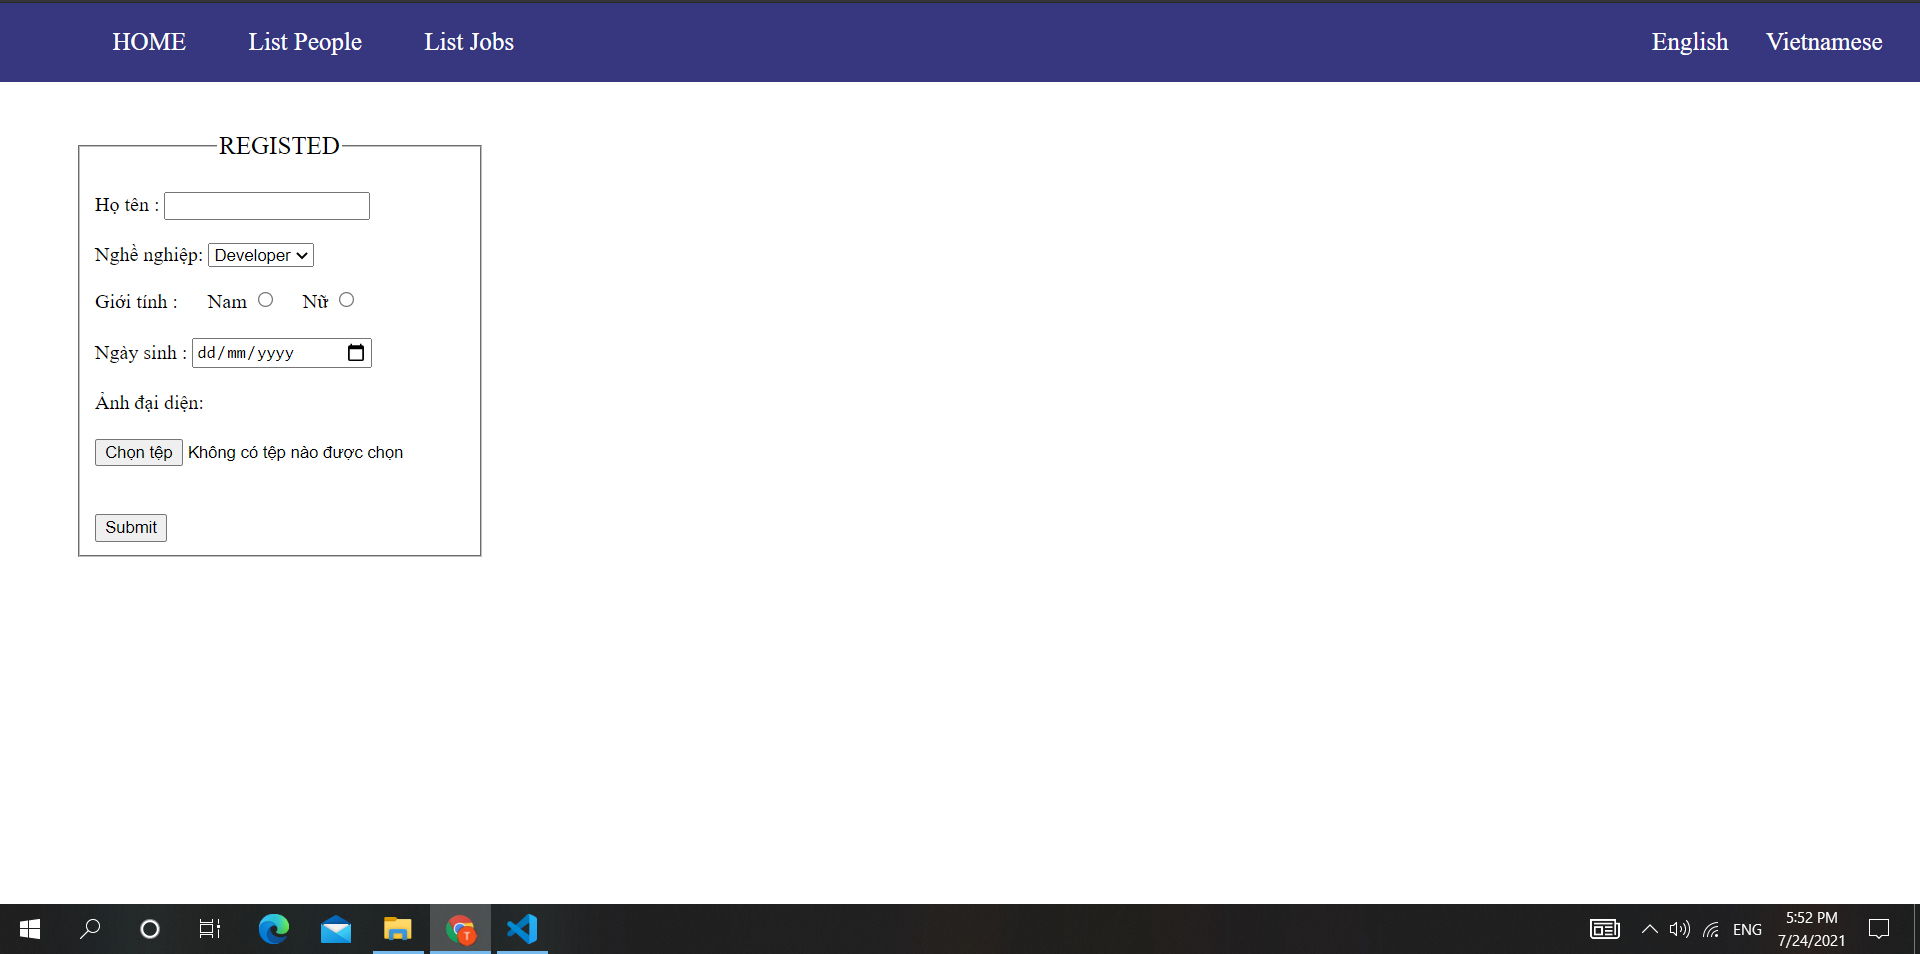 HOME List People List Jobs English Vietnamese
REGISTED
Họ tên :
Nghề nghiệp: Developer
Giới tính : Nam Nữ
Ngày sinh : dd/mm/yyyy
Ảnh đại diện:
Chọn tệp Không có tệp nào được chọn
Submit
T
ENG
5:52 PM
7/24/2021